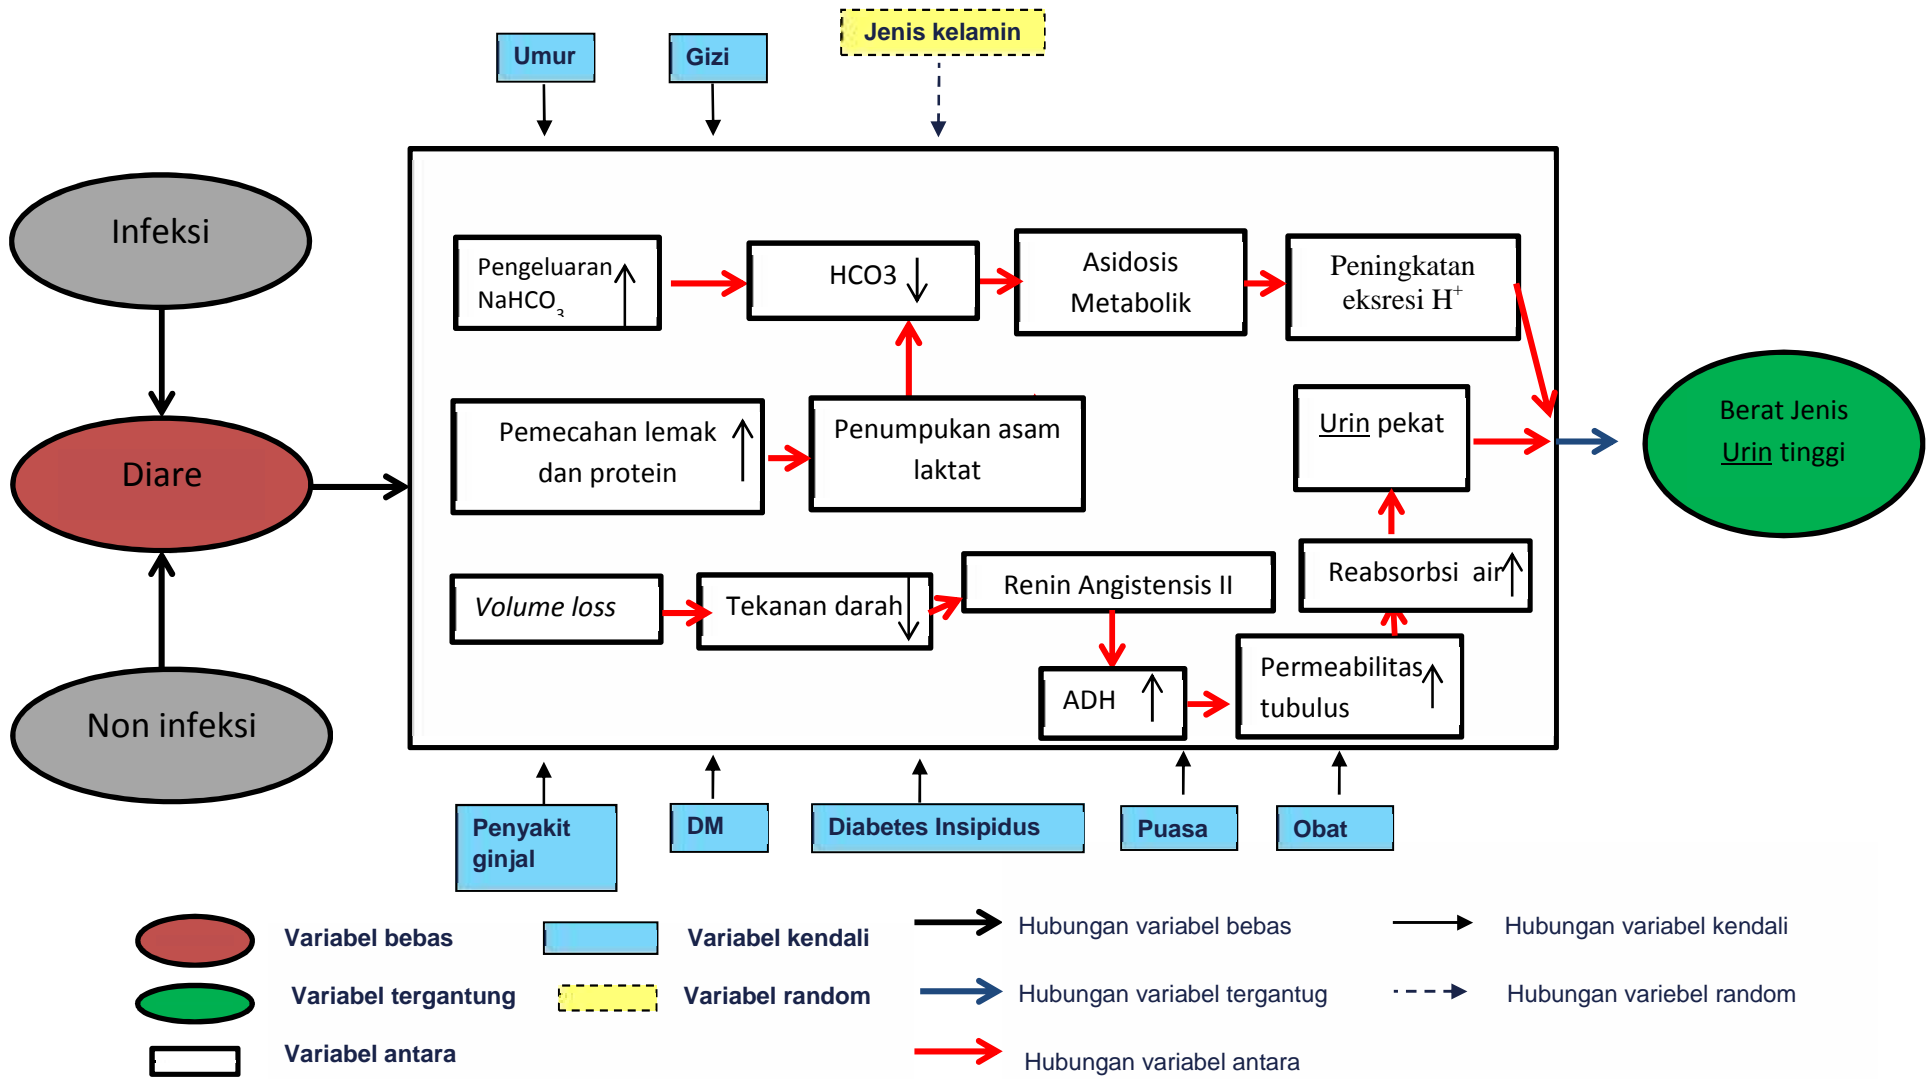 Jenis kelamin
Umur
Gizi
Infeksi
Pengeluaran
NaHCO3
HCO3
Asidosis
Metabolik
Peningkatan
eksresi H+
Diare
Pemecahan lemak
dan protein
Penumpukan asam
laktat
Urin pekat
Berat Jenis
Urin tinggi
Volume loss
Tekanan darah
Renin Angistensis II
Reabsorbsi air
ADH
Permeabilitas
tubulus
Non infeksi
Penyakit
ginjal
DM
Diabetes Insipidus
Puasa
Obat
Variabel bebas
Variabel kendali
Hubungan variabel bebas
Hubungan variabel kendali
Variabel tergantung
Variabel random
Hubungan variabel tergantug
Hubungan variebel random
Variabel antara
Hubungan variabel antara